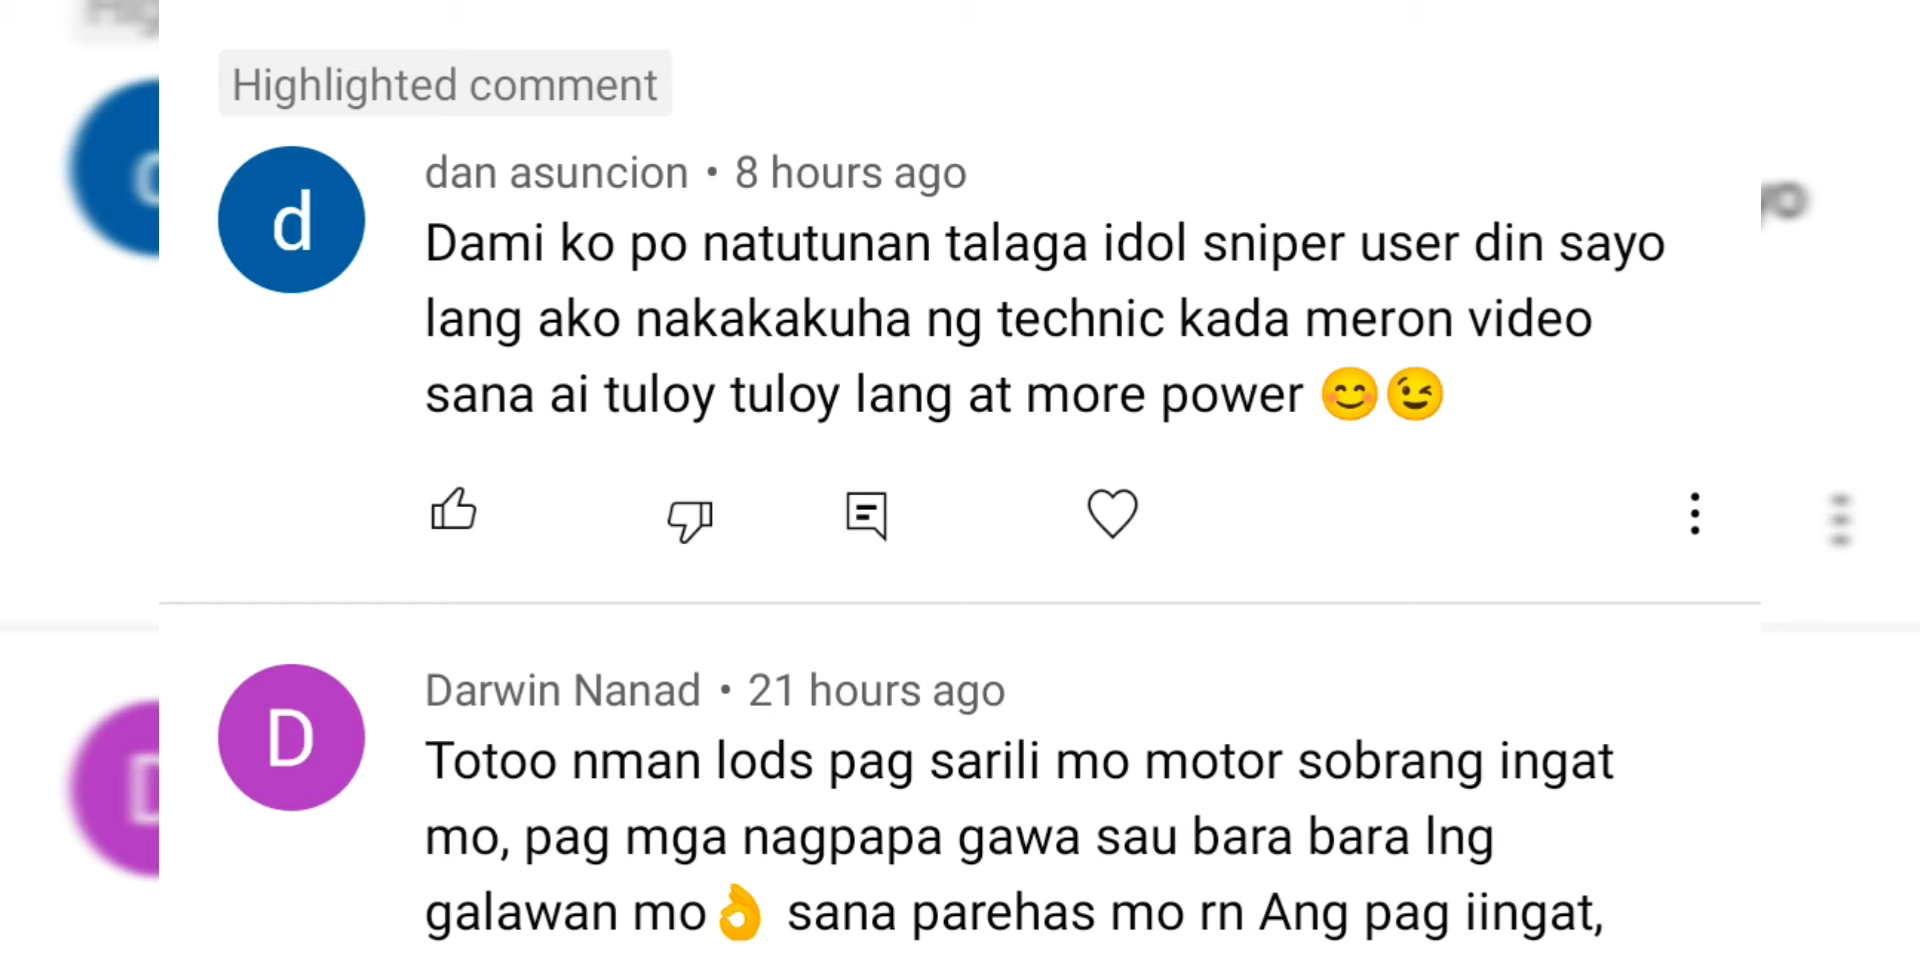 Highlighted comment
dan asuncion • 8 hours ago
Dami ko po natutunan talaga idol sniper user din sayo
lang ako nakakakuha ng technic kada meron video
sana ai tuloy tuloy lang at more power 😊😉
Darwin Nanad • 21 hours ago
Totoo nman lods pag sarili mo motor sobrang ingat
mo, pag mga nagpapa gawa sau bara bara lng
galawan mo👌 sana parehas mo rn Ang pag iingat,